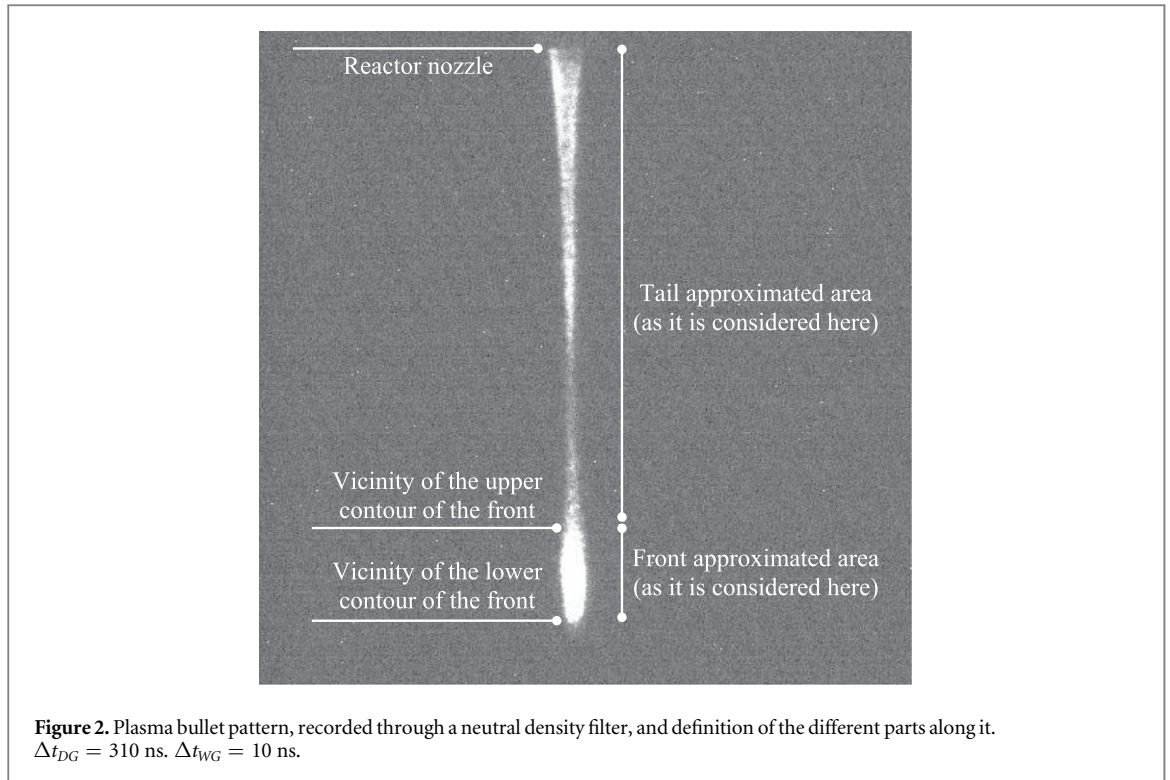 Reactor nozzle
Tail approximated area
(as it is considered here)
Vicinity of the upper
contour of the front
Front approximated area
(as it is considered here)
Vicinity of the lower
contour of the front
Figure 2. Plasma bullet pattern, recorded through a neutral density filter, and definition of the different parts along it.
Δt_DG = 310 ns. Δt_WG = 10 ns.